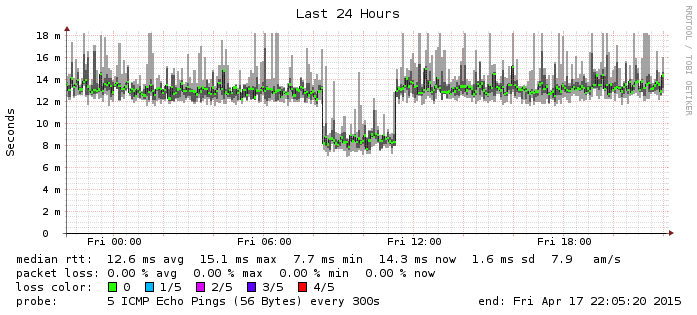 Last 24 Hours
RRDTOOL / TOBI OETIKER
Seconds
18 m
16 m
14 m
12 m
10 m
8 m
6 m
4 m
2 m
0
Fri 00:00 Fri 06:00 Fri 12:00 Fri 18:00
median rtt: 12.6 ms avg 15.1 ms max 7.7 ms min 14.3 ms now 1.6 ms sd 7.9 am/s
packet loss: 0.00 % avg 0.00 % max 0.00 % min 0.00 % now
loss color: 0 1/5 2/5 3/5 4/5
probe: 5 ICMP Echo Pings (56 Bytes) every 300s end: Fri Apr 17 22:05:20 2015